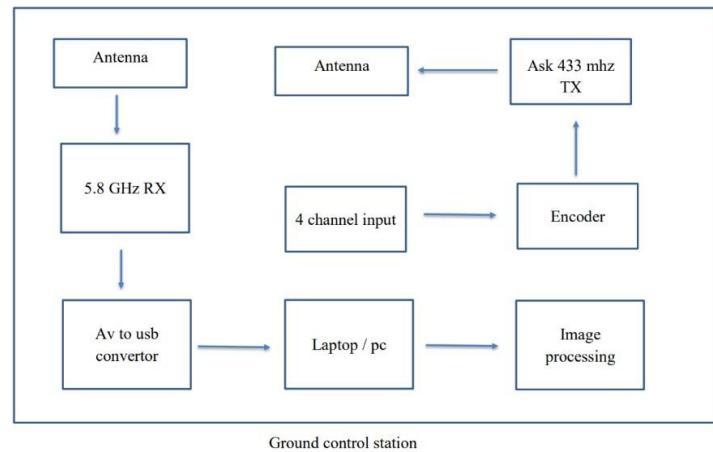 Antenna
Antenna
Ask 433 mhz
TX
5.8 GHz RX
4 channel input
Encoder
Av to usb
convertor
Laptop / pc
Image
processing
Ground control station